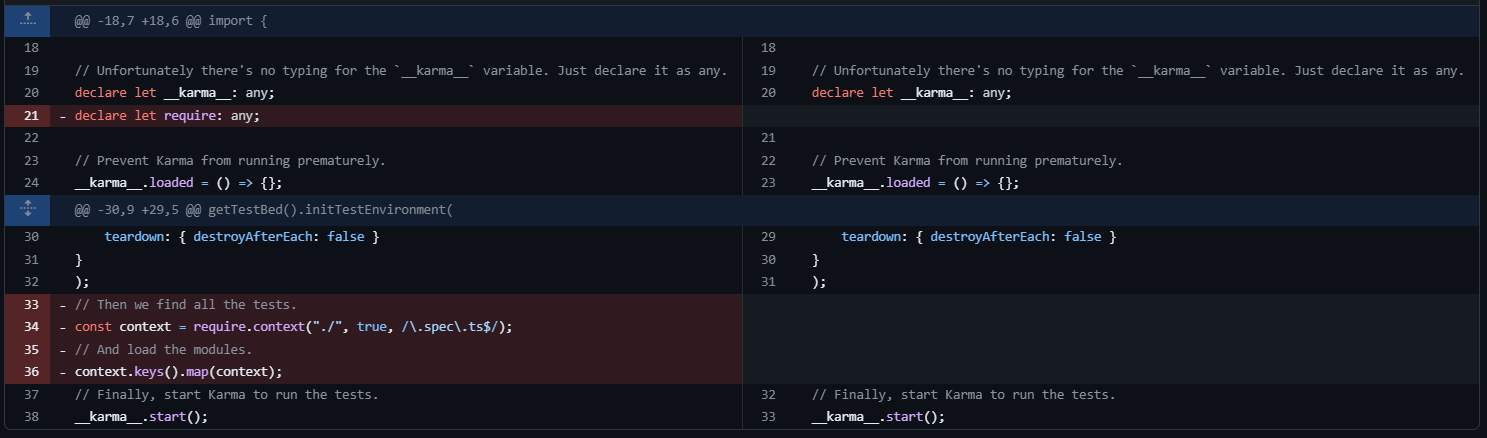 @@ -18,7 +18,6 @@ import {
18 18
19 // Unfortunately there's no typing for the `__karma__` variable. Just declare it as any. 19 // Unfortunately there's no typing for the `__karma__` variable. Just declare it as any.
20 declare let __karma__: any; 20 declare let __karma__: any;
21 - declare let require: any;
22 21
23 // Prevent Karma from running prematurely. 22 // Prevent Karma from running prematurely.
24 __karma__.loaded = () => {}; 23 __karma__.loaded = () => {};
@@ -30,9 +29,5 @@ getTestBed().initTestEnvironment(
30 teardown: { destroyAfterEach: false } 29 teardown: { destroyAfterEach: false }
31 } 30 }
32 ); 31 );
33 - // Then we find all the tests.
34 - const context = require.context("./", true, /\.spec\.ts$/);
35 - // And load the modules.
36 - context.keys().map(context);
37 // Finally, start Karma to run the tests. 32 // Finally, start Karma to run the tests.
38 __karma__.start(); 33 __karma__.start();